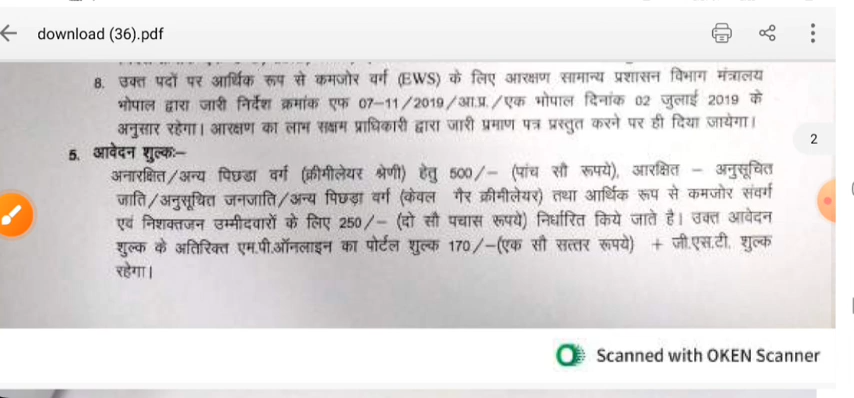 download (36).pdf
8. उक्त पदों पर आर्थिक रूप से कमजोर वर्ग (EWS) के लिए आरक्षण सामान्य प्रशासन विभाग मंत्रालय
भोपाल द्वारा जारी निर्देश क्रमांक एफ 07–11/2019/आ.प्र./एक भोपाल दिनांक 02 जुलाई 2019 के
अनुसार रहेगा। आरक्षण का लाभ सक्षम प्राधिकारी द्वारा जारी प्रमाण पत्र प्रस्तुत करने पर ही दिया जायेगा।
2
5. आवेदन शुल्कः–
अनारक्षित/अन्य पिछडा वर्ग (क्रीमीलेयर श्रेणी) हेतु 500/– (पांच सौ रूपये), आरक्षित – अनुसूचित
जाति/अनुसूचित जनजाति/अन्य पिछड़ा वर्ग (केवल गैर क्रीमीलेयर) तथा आर्थिक रूप से कमजोर संवर्ग
एवं निशक्तजन उम्मीदवारों के लिए 250/– (दो सौ पचास रूपये) निर्धारित किये जाते है। उक्त आवेदन
शुल्क के अतिरिक्त एम.पी.ऑनलाइन का पोर्टल शुल्क 170/–(एक सौ सत्तर रूपये) + जी.एस.टी. शुल्क
रहेगा।
Scanned with OKEN Scanner